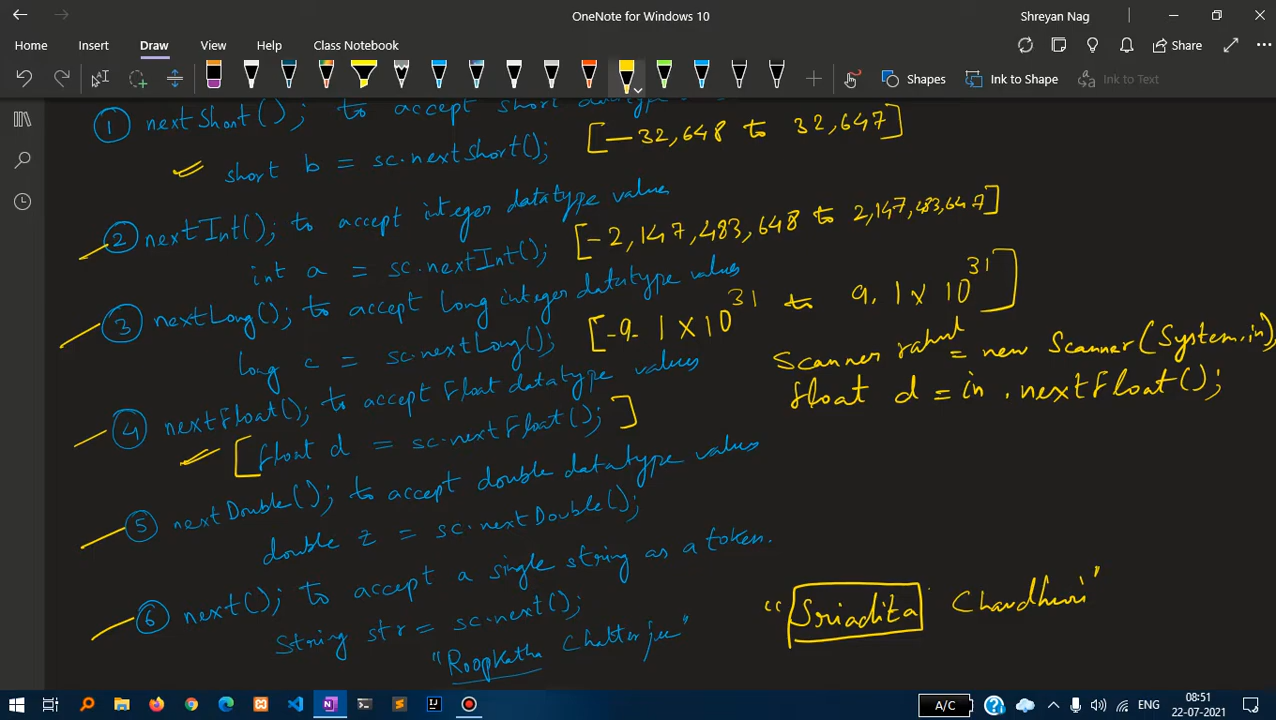 OneNote for Windows 10
Shreyan Nag
Home Insert Draw View Help Class Notebook
Share
Shapes Ink to Shape Ink to Text
① nextShort(); to accept short datatype
short b = sc.nextShort(); [-32,648 to 32,647]
② nextInt(); to accept integer datatype values
int a = sc.nextInt(); [-2,147,483,648 to 2,147,483,647]
③ nextLong(); to accept Long integer datatype values
long c = sc.nextLong(); [-9.1 x 10^31 to 9.1 x 10^31]
④ nextFloat(); to accept Float datatype values
[float d = sc.nextFloat();]
Scanner rahul = new Scanner(System.in)
float d = in.nextFloat();
⑤ nextDouble(); to accept double datatype values
double z = sc.nextDouble();
⑥ next(); to accept a single string as a token.
String str = sc.next();
"Roopkatha Chatterjee"
"Sriadita Chaudhuri"
A/C
ENG
08:51
22-07-2021